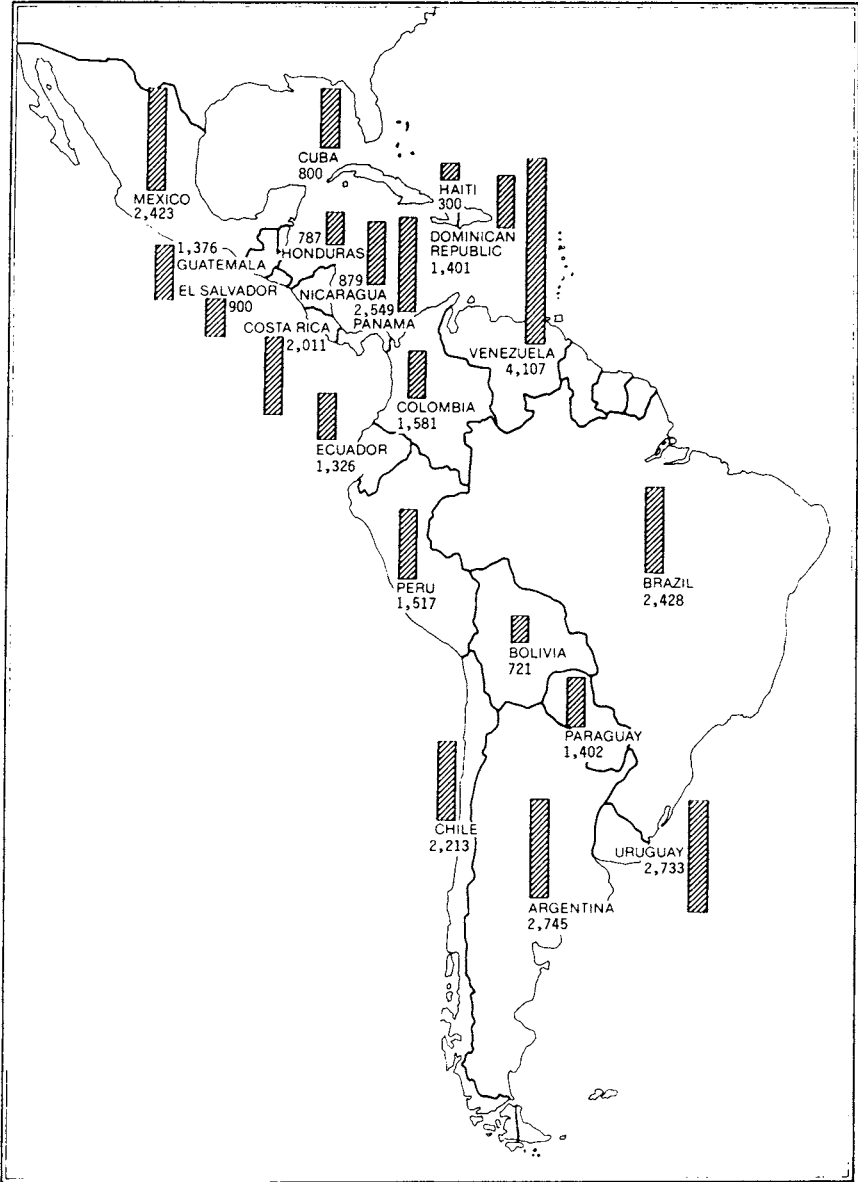 CUBA
800
MEXICO
2,423
HAITI
300
DOMINICAN
REPUBLIC
1,401
1,376
GUATEMALA
787
HONDURAS
EL SALVADOR
900
879
NICARAGUA
2,549
PANAMA
COSTA RICA
2,011
VENEZUELA
4,107
COLOMBIA
1,581
ECUADOR
1,326
PERU
1,517
BRAZIL
2,428
BOLIVIA
721
PARAGUAY
1,402
CHILE
2,213
URUGUAY
2,733
ARGENTINA
2,745